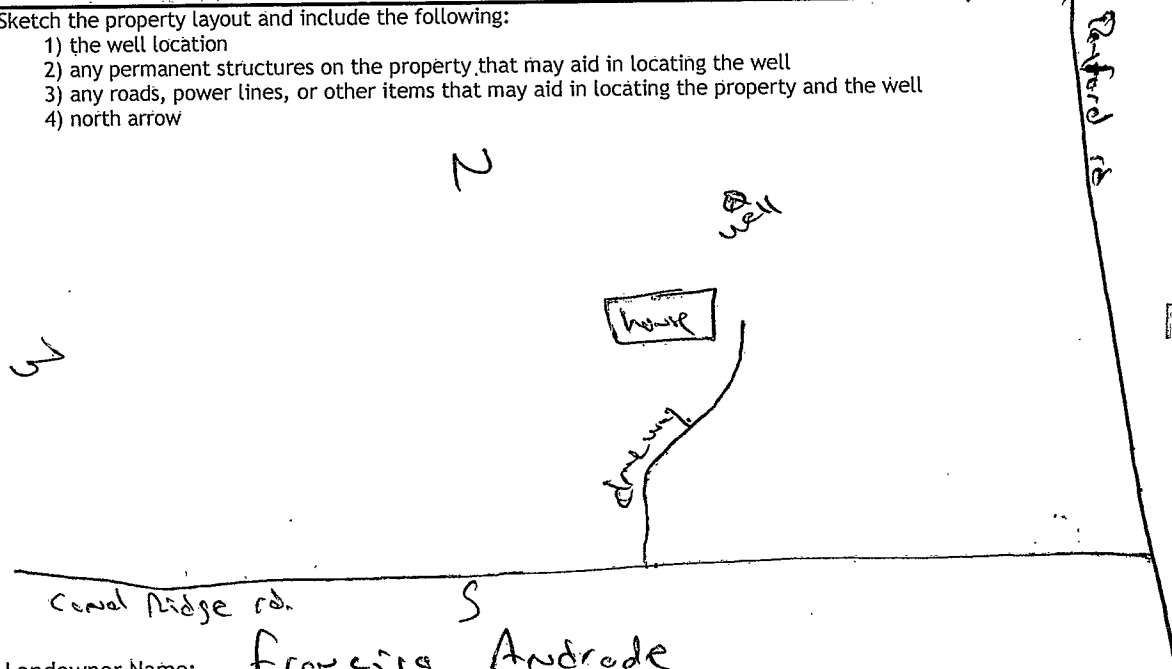 Sketch the property layout and include the following:
1) the well location
2) any permanent structures on the property that may aid in locating the well
3) any roads, power lines, or other items that may aid in locating the property and the well
4) north arrow
rd
N
well
house
W
driveway
Ridge rd.
S
Landowner Name: Andrade